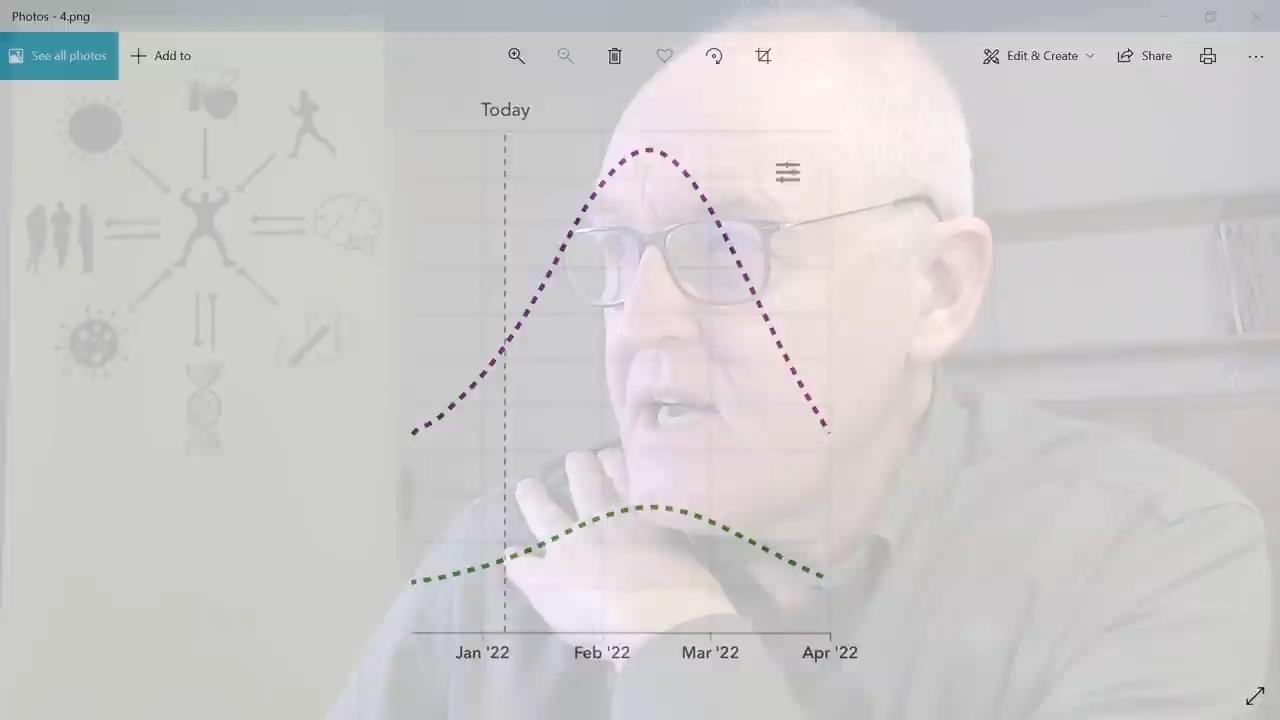 Photos - 4.png
See all photos
Add to
Edit & Create
Share
Today
Jan '22
Feb '22
Mar '22
Apr '22